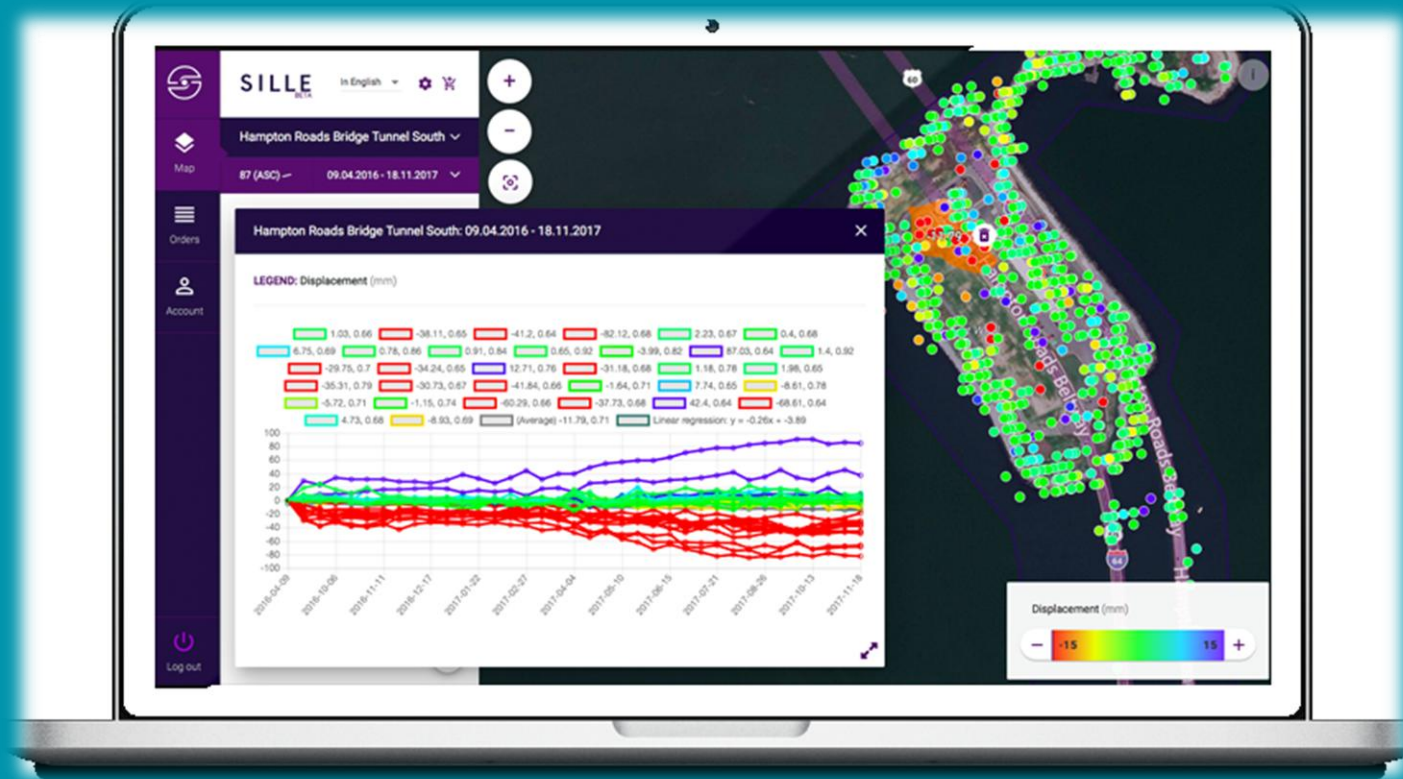 SILLE
BETA
In English
Map
Orders
Account
Log out
Hampton Roads Bridge Tunnel South
87 (ASC)
09.04.2016 - 18.11.2017
+
−
Hampton Roads Bridge Tunnel South: 09.04.2016 - 18.11.2017
LEGEND: Displacement (mm)
1.03, 0.66 -38.11, 0.65 -41.2, 0.64 -82.12, 0.68 2.23, 0.67 0.4, 0.68
6.75, 0.69 0.78, 0.86 0.91, 0.84 0.65, 0.92 -3.99, 0.82 87.03, 0.64 1.4, 0.92
-29.75, 0.7 -34.24, 0.65 12.71, 0.76 -31.18, 0.68 1.18, 0.78 1.98, 0.65
-35.31, 0.79 -30.73, 0.67 -41.84, 0.66 -1.64, 0.71 7.74, 0.65 -8.61, 0.78
-5.72, 0.71 -1.15, 0.74 -60.29, 0.66 -37.73, 0.68 42.4, 0.64 -68.61, 0.64
4.73, 0.68 -8.93, 0.69 (Average) -11.79, 0.71 Linear regression: y = -0.26x + -3.89
100
80
60
40
20
0
-20
-40
-60
-80
-100
2016-04-09
2016-10-06
2016-11-11
2016-12-17
2017-01-22
2017-02-27
2017-04-04
2017-05-10
2017-06-15
2017-07-21
2017-08-26
2017-10-13
2017-11-18
60
i
64
Displacement (mm)
− -15 15 +